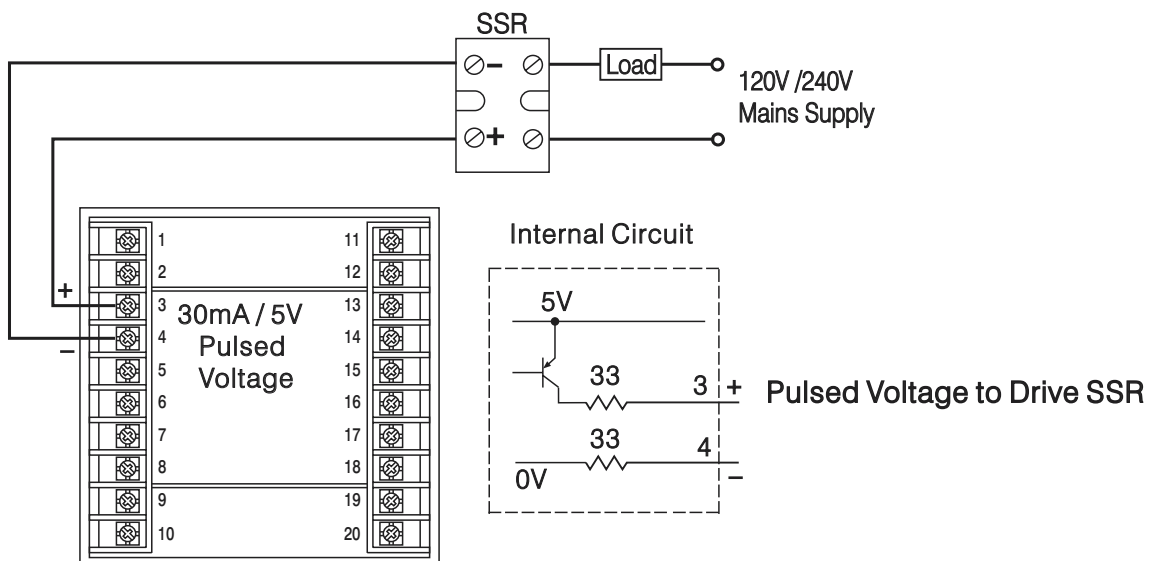 SSR
−
Load
120V /240V
Mains Supply
+
1
11
2
12
+
3
13
30mA / 5V
Pulsed
Voltage
−
4
14
5
15
6
16
7
17
8
18
9
19
10
20
Internal Circuit
5V
33
3
+
Pulsed Voltage to Drive SSR
33
4
0V
−